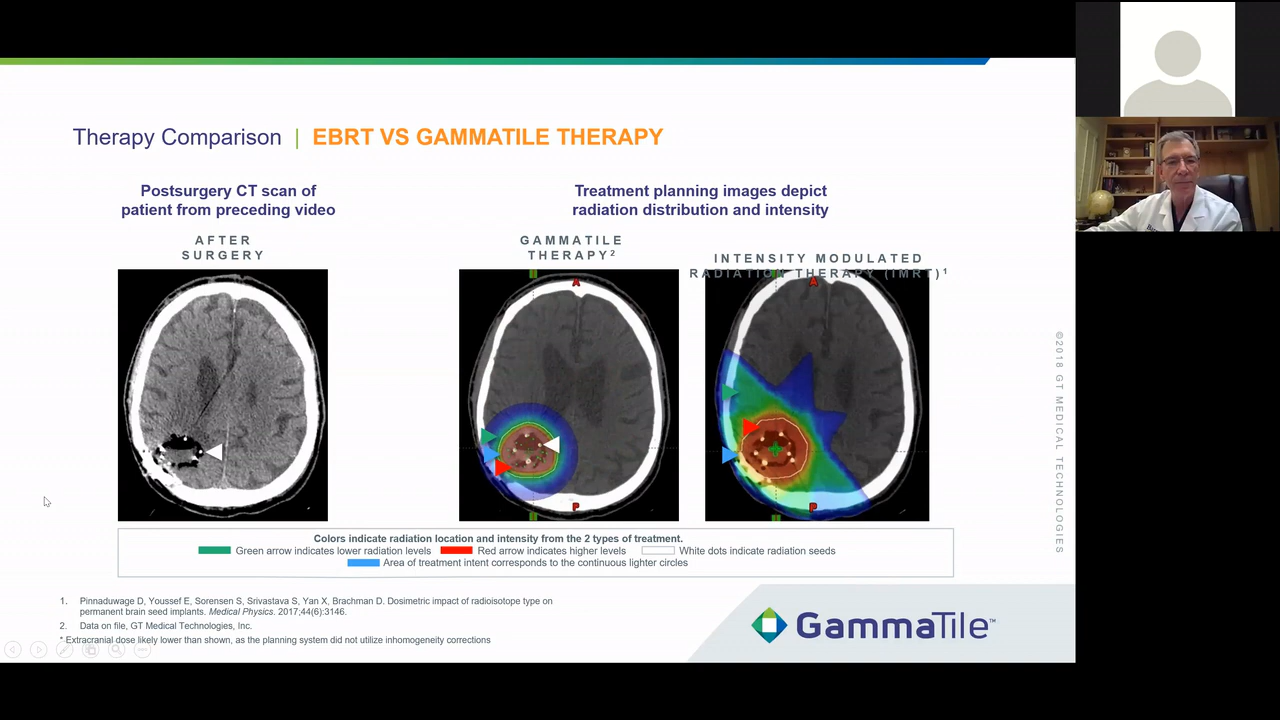 Therapy Comparison | EBRT VS GAMMATILE THERAPY
Postsurgery CT scan of
patient from preceding video
Treatment planning images depict
radiation distribution and intensity
AFTER
SURGERY
GAMMATILE
THERAPY²
INTENSITY MODULATED
RADIATION THERAPY (IMRT)¹
A
P
A
P
©2018 GT MEDICAL TECHNOLOGIES
Colors indicate radiation location and intensity from the 2 types of treatment.
Green arrow indicates lower radiation levels Red arrow indicates higher levels White dots indicate radiation seeds
Area of treatment intent corresponds to the continuous lighter circles
1. Pinnaduwage D, Youssef E, Sorensen S, Srivastava S, Yan X, Brachman D. Dosimetric impact of radioisotope type on
permanent brain seed implants. Medical Physics. 2017;44(6):3146.
2. Data on file, GT Medical Technologies, Inc.
* Extracranial dose likely lower than shown, as the planning system did not utilize inhomogeneity corrections
GammaTile™